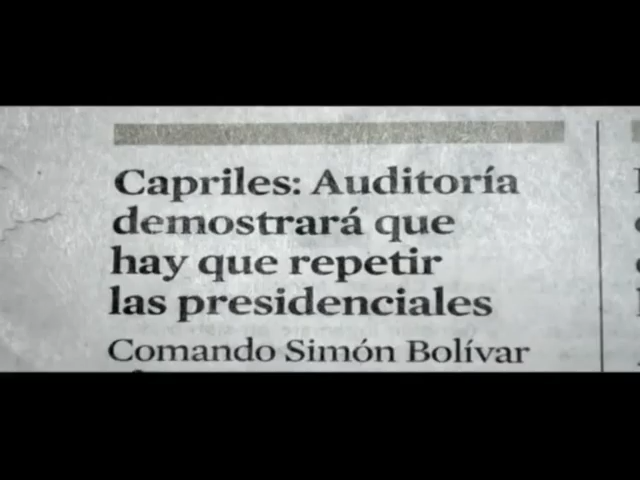 Capriles: Auditoría
demostrará que
hay que repetir
las presidenciales
Comando Simón Bolívar